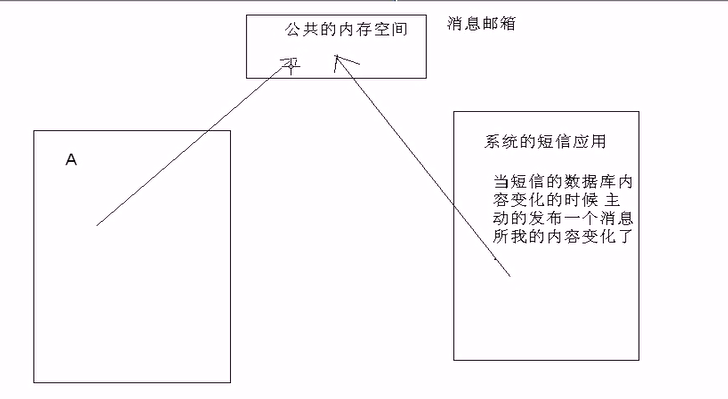 公共的内存空间
消息邮箱
A
系统的短信应用
当短信的数据库内
容变化的时候 主
动的发布一个消息
所我的内容变化了